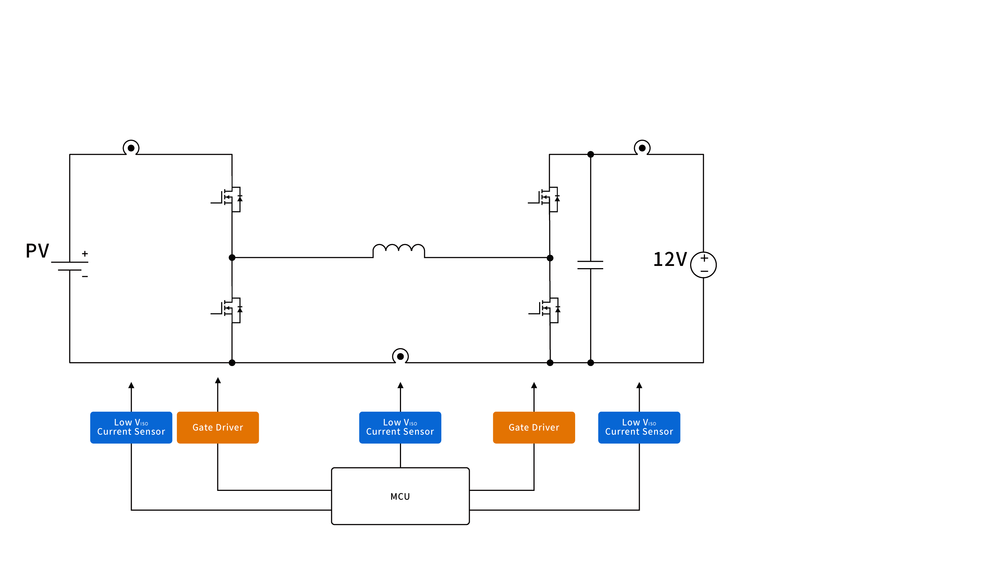 PV
+
−
12V
+
−
Low VISO
Current Sensor
Gate Driver
Low VISO
Current Sensor
Gate Driver
Low VISO
Current Sensor
MCU